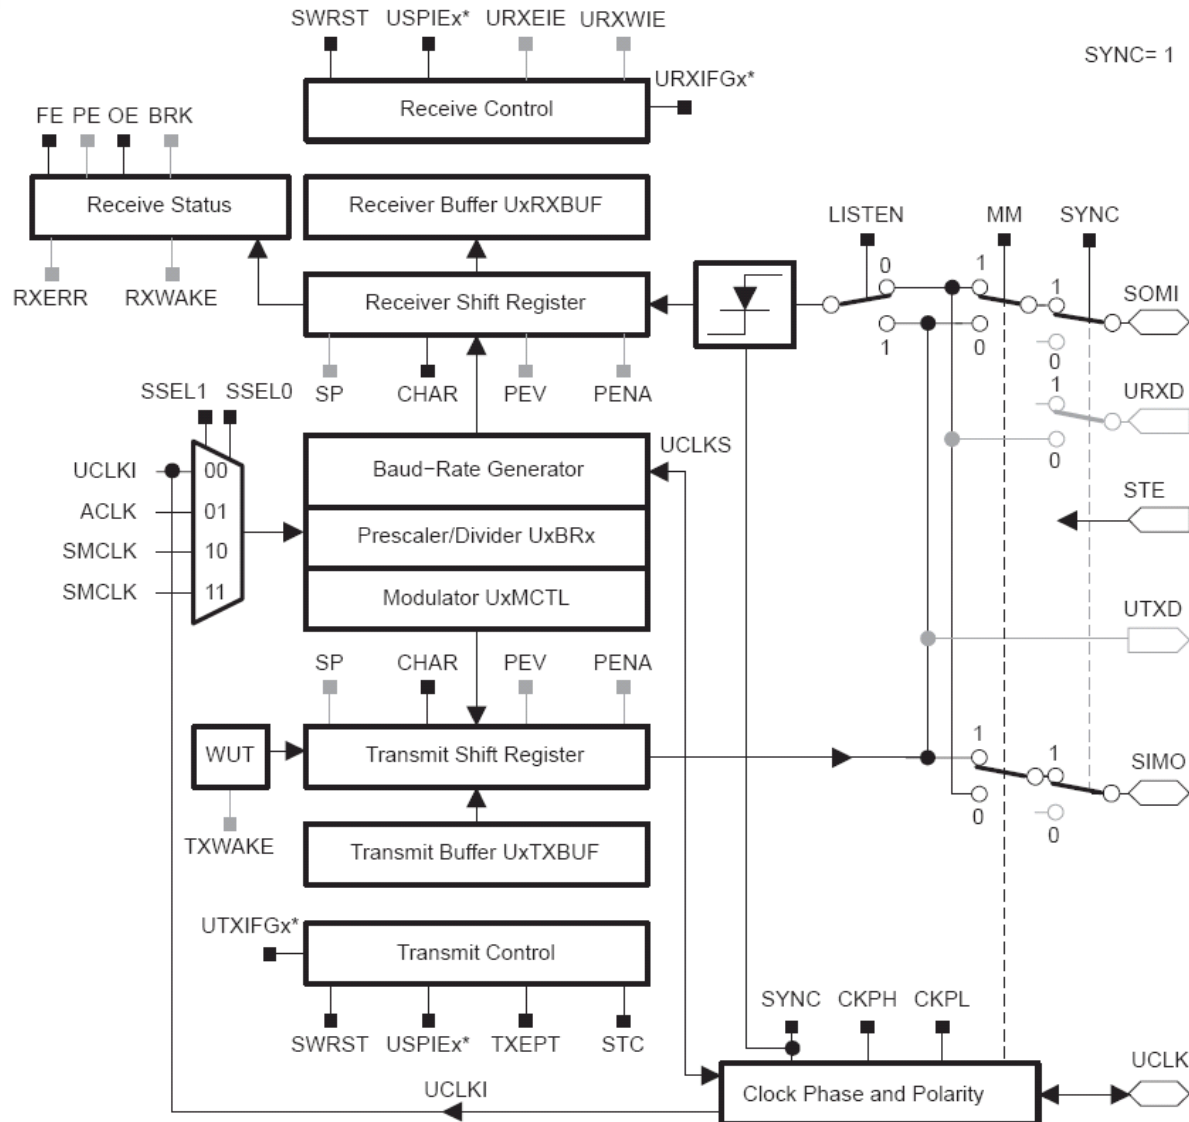 SWRST USPIEx* URXEIE URXWIE
SYNC= 1
URXIFGx*
Receive Control
FE PE OE BRK
Receive Status
Receiver Buffer UxRXBUF
LISTEN MM SYNC
RXERR RXWAKE
Receiver Shift Register
0 1 1 SOMI
1 0 0
SP CHAR PEV PENA
SSEL1 SSEL0
1 URXD
UCLKS
0
UCLKI 00
Baud−Rate Generator
STE
ACLK 01
Prescaler/Divider UxBRx
SMCLK 10
SMCLK 11
Modulator UxMCTL
UTXD
SP CHAR PEV PENA
WUT
Transmit Shift Register
1 1 SIMO
0 0
TXWAKE
Transmit Buffer UxTXBUF
UTXIFGx*
Transmit Control
SYNC CKPH CKPL
SWRST USPIEx* TXEPT STC
UCLKI
Clock Phase and Polarity
UCLK